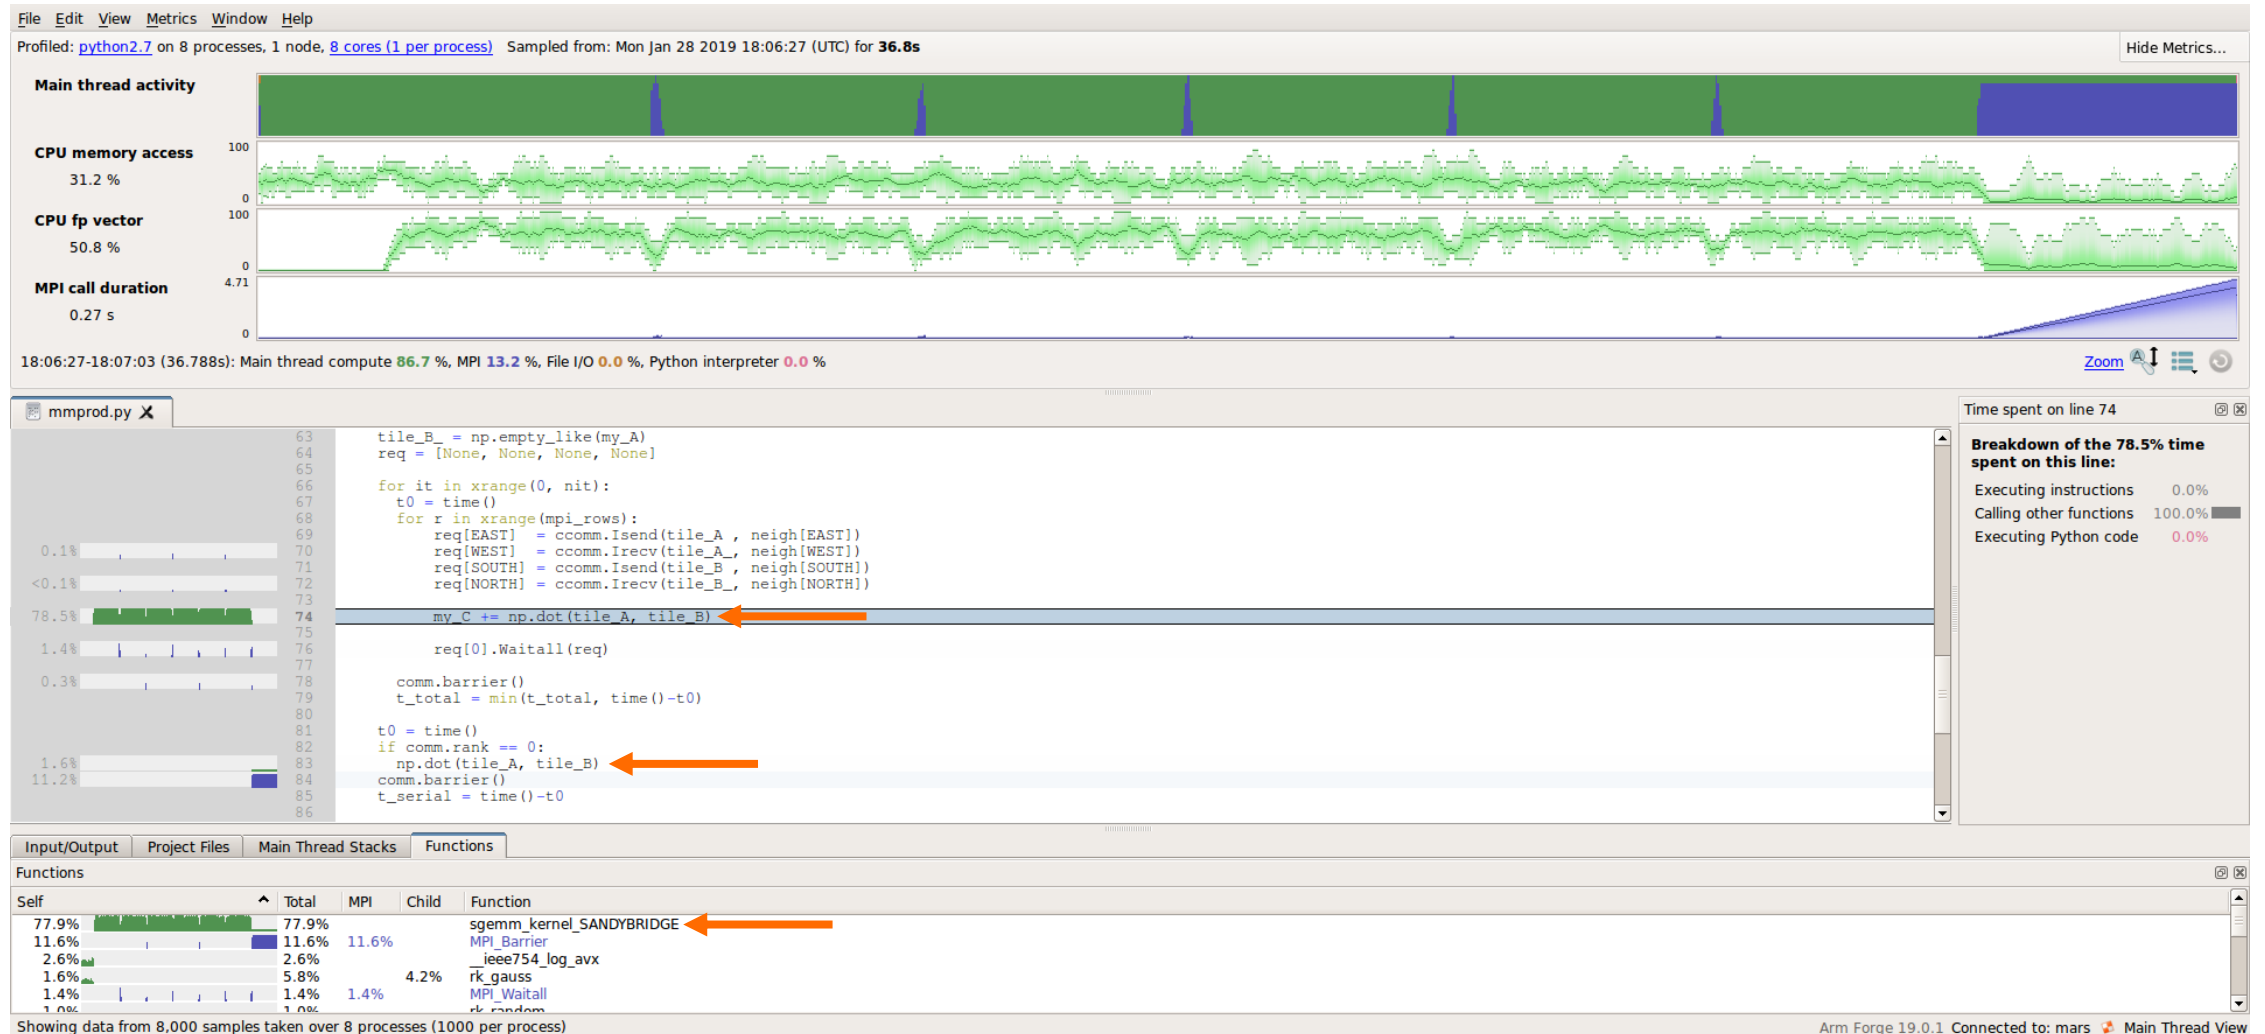 File Edit View Metrics Window Help
Profiled: python2.7 on 8 processes, 1 node, 8 cores (1 per process) Sampled from: Mon Jan 28 2019 18:06:27 (UTC) for 36.8s
Hide Metrics...
Main thread activity
CPU memory access 100
31.2 %
0
CPU fp vector 100
50.8 %
0
MPI call duration 4.71
0.27 s
0
18:06:27-18:07:03 (36.788s): Main thread compute 86.7 %, MPI 13.2 %, File I/O 0.0 %, Python interpreter 0.0 %
Zoom
mmprod.py
63 tile_B_ = np.empty_like(my_A)
64 req = [None, None, None, None]
65
66 for it in xrange(0, nit):
67 t0 = time()
68 for r in xrange(mpi_rows):
69 req[EAST] = ccomm.Isend(tile_A , neigh[EAST])
0.1% 70 req[WEST] = ccomm.Irecv(tile_A_, neigh[WEST])
71 req[SOUTH] = ccomm.Isend(tile_B , neigh[SOUTH])
<0.1% 72 req[NORTH] = ccomm.Irecv(tile_B_, neigh[NORTH])
73
78.5% 74 my_C += np.dot(tile_A, tile_B)
75
1.4% 76 req[0].Waitall(req)
77
0.3% 78 comm.barrier()
79 t_total = min(t_total, time()-t0)
80
81 t0 = time()
82 if comm.rank == 0:
1.6% 83 np.dot(tile_A, tile_B)
11.2% 84 comm.barrier()
85 t_serial = time()-t0
86
Time spent on line 74
Breakdown of the 78.5% time
spent on this line:
Executing instructions 0.0%
Calling other functions 100.0%
Executing Python code 0.0%
Input/Output Project Files Main Thread Stacks Functions
Functions
Self Total MPI Child Function
77.9% 77.9% sgemm_kernel_SANDYBRIDGE
11.6% 11.6% 11.6% MPI_Barrier
2.6% 2.6% __ieee754_log_avx
1.6% 5.8% 4.2% rk_gauss
1.4% 1.4% 1.4% MPI_Waitall
1.0% 1.0% rk_random
Showing data from 8,000 samples taken over 8 processes (1000 per process)
Arm Forge 19.0.1 Connected to: mars Main Thread View